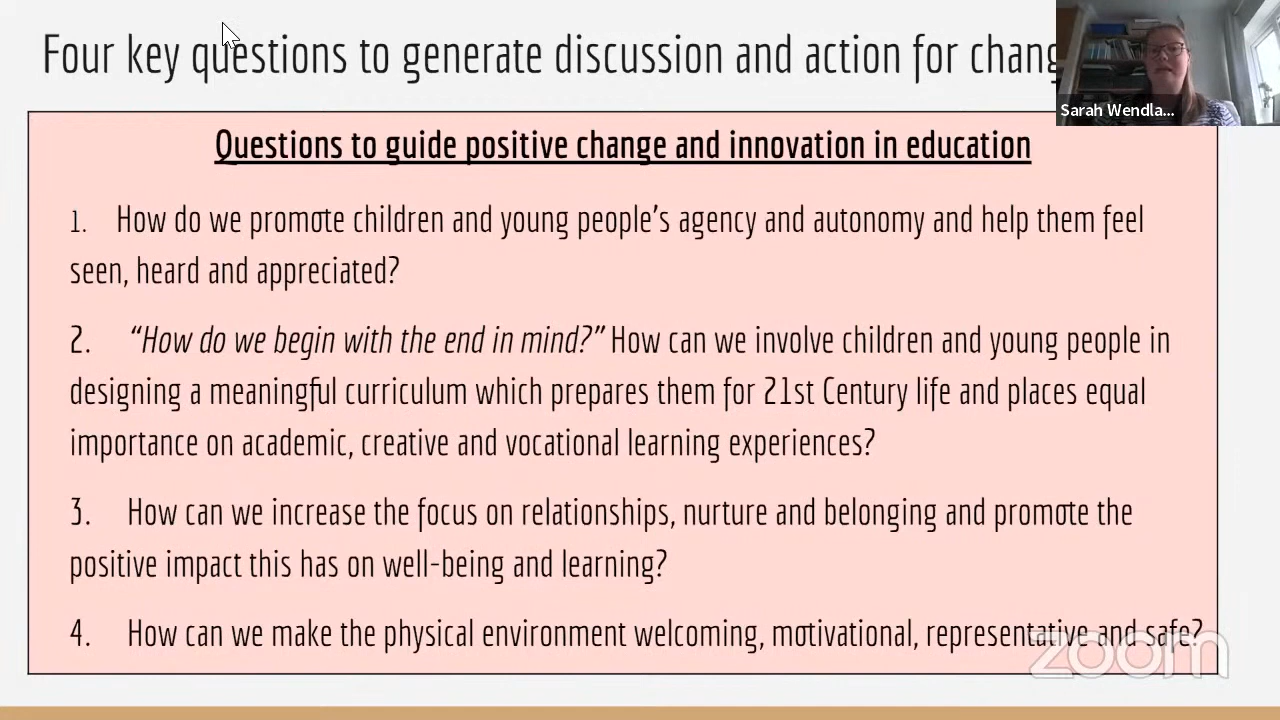 Four key questions to generate discussion and action for chang
Sarah Wendla...
Questions to guide positive change and innovation in education
1. How do we promote children and young people's agency and autonomy and help them feel
seen, heard and appreciated?
2. “How do we begin with the end in mind?” How can we involve children and young people in
designing a meaningful curriculum which prepares them for 21st Century life and places equal
importance on academic, creative and vocational learning experiences?
3. How can we increase the focus on relationships, nurture and belonging and promote the
positive impact this has on well-being and learning?
4. How can we make the physical environment welcoming, motivational, representative and safe?
zoom